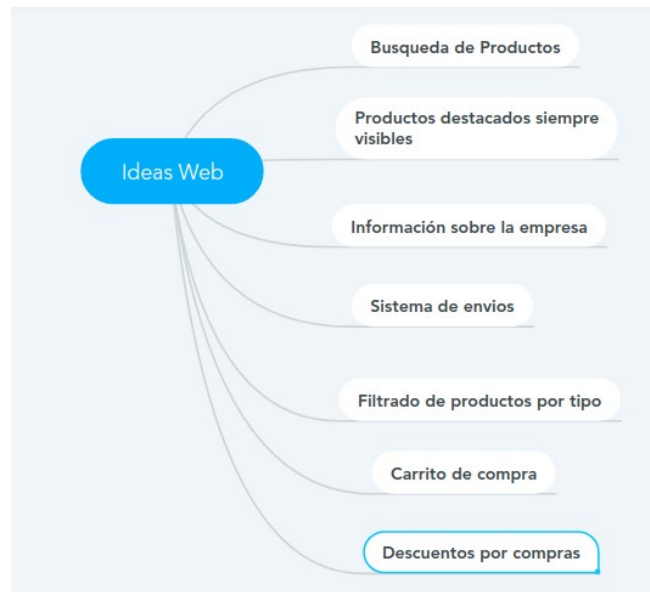 Busqueda de Productos
Productos destacados siempre
visibles
Ideas Web
Información sobre la empresa
Sistema de envios
Filtrado de productos por tipo
Carrito de compra
Descuentos por compras